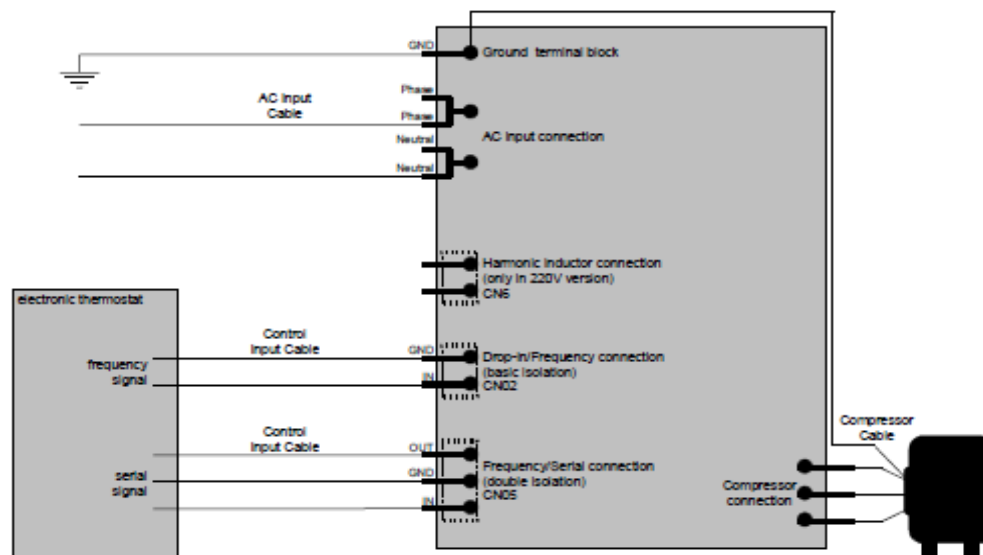 GND
Ground terminal block
Phase
AC Input
Cable
Phase
AC Input connection
Neutral
Neutral
Harmonic Inductor connection
(only in 220V version)
CN6
electronic thermostat
Control
Input Cable
GND
Drop-in/Frequency connection
(basic isolation)
CN02
frequency
signal
IN
Control
Input Cable
OUT
Frequency/Serial connection
(double isolation)
CN05
GND
serial
signal
IN
Compressor
Cable
Compressor
connection